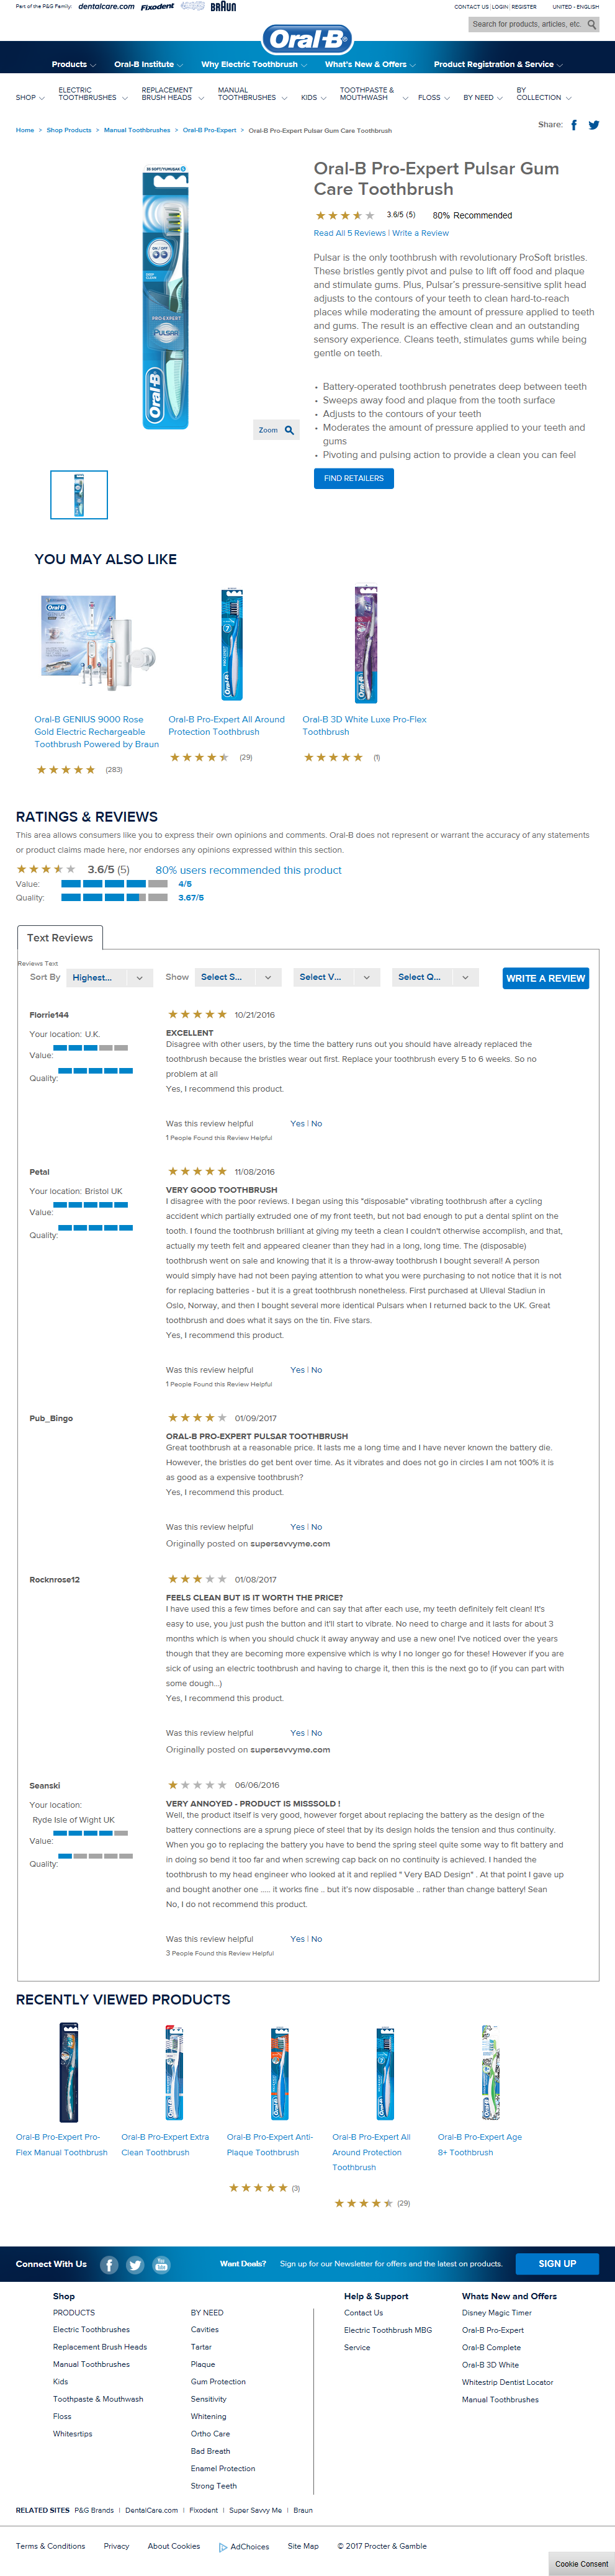 Part of the P&G Family:
dentalcare.com
Fixodent
BRAUN
CONTACT US | LOGIN | REGISTER
UNITED - ENGLISH
Search for products, articles, etc.
Oral-B
Products
Oral-B Institute
Why Electric Toothbrush
What's New & Offers
Product Registration & Service
SHOP
ELECTRIC
TOOTHBRUSHES
REPLACEMENT
BRUSH HEADS
MANUAL
TOOTHBRUSHES
KIDS
TOOTHPASTE &
MOUTHWASH
FLOSS
BY NEED
BY
COLLECTION
Home > Shop Products > Manual Toothbrushes > Oral-B Pro-Expert > Oral-B Pro-Expert Pulsar Gum Care Toothbrush
Share:
Oral-B Pro-Expert Pulsar Gum
Care Toothbrush
3.6/5 (5)
80% Recommended
Read All 5 Reviews | Write a Review
Pulsar is the only toothbrush with revolutionary ProSoft bristles.
These bristles gently pivot and pulse to lift off food and plaque
and stimulate gums. Plus, Pulsar's pressure-sensitive split head
adjusts to the contours of your teeth to clean hard-to-reach
places while moderating the amount of pressure applied to teeth
and gums. The result is an effective clean and an outstanding
sensory experience. Cleans teeth, stimulates gums while being
gentle on teeth.
• Battery-operated toothbrush penetrates deep between teeth
• Sweeps away food and plaque from the tooth surface
• Adjusts to the contours of your teeth
• Moderates the amount of pressure applied to your teeth and
gums
• Pivoting and pulsing action to provide a clean you can feel
FIND RETAILERS
ON / OFF
PRO-EXPERT
PULSAR
Oral-B
Zoom
YOU MAY ALSO LIKE
Oral-B GENIUS 9000 Rose
Gold Electric Rechargeable
Toothbrush Powered by Braun
(283)
Oral-B Pro-Expert All Around
Protection Toothbrush
(29)
Oral-B 3D White Luxe Pro-Flex
Toothbrush
(1)
RATINGS & REVIEWS
This area allows consumers like you to express their own opinions and comments. Oral-B does not represent or warrant the accuracy of any statements
or product claims made here, nor endorses any opinions expressed within this section.
3.6/5 (5)
80% users recommended this product
Value:
4/5
Quality:
3.67/5
Text Reviews
Reviews Text
Sort By
Highest...
Show
Select S...
Select V...
Select Q...
WRITE A REVIEW
Florrie144
10/21/2016
Your location: U.K.
Value:
Quality:
EXCELLENT
Disagree with other users, by the time the battery runs out you should have already replaced the
toothbrush because the bristles wear out first. Replace your toothbrush every 5 to 6 weeks. So no
problem at all
Yes, I recommend this product.
Was this review helpful
Yes | No
1 People Found this Review Helpful
Petal
11/08/2016
Your location: Bristol UK
Value:
Quality:
VERY GOOD TOOTHBRUSH
I disagree with the poor reviews. I began using this "disposable" vibrating toothbrush after a cycling
accident which partially extruded one of my front teeth, but not bad enough to put a dental splint on the
tooth. I found the toothbrush brilliant at giving my teeth a clean I couldn't otherwise accomplish, and that,
actually my teeth felt and appeared cleaner than they had in a long, long time. The (disposable)
toothbrush went on sale and knowing that it is a throw-away toothbrush I bought several! A person
would simply have had not been paying attention to what you were purchasing to not notice that it is not
for replacing batteries - but it is a great toothbrush nonetheless. First purchased at Ulleval Stadiun in
Oslo, Norway, and then I bought several more identical Pulsars when I returned back to the UK. Great
toothbrush and does what it says on the tin. Five stars.
Yes, I recommend this product.
Was this review helpful
Yes | No
1 People Found this Review Helpful
Pub_Bingo
01/09/2017
ORAL-B PRO-EXPERT PULSAR TOOTHBRUSH
Great toothbrush at a reasonable price. It lasts me a long time and I have never known the battery die.
However, the bristles do get bent over time. As it vibrates and does not go in circles I am not 100% it is
as good as a expensive toothbrush?
Yes, I recommend this product.
Was this review helpful
Yes | No
Originally posted on supersavvyme.com
Rocknrose12
01/08/2017
FEELS CLEAN BUT IS IT WORTH THE PRICE?
I have used this a few times before and can say that after each use, my teeth definitely felt clean! It's
easy to use, you just push the button and it'll start to vibrate. No need to charge and it lasts for about 3
months which is when you should chuck it away anyway and use a new one! I've noticed over the years
though that they are becoming more expensive which is why I no longer go for these! However if you are
sick of using an electric toothbrush and having to charge it, then this is the next go to (if you can part with
some dough...)
Yes, I recommend this product.
Was this review helpful
Yes | No
Originally posted on supersavvyme.com
Seanski
06/06/2016
Your location:
Ryde Isle of Wight UK
Value:
Quality:
VERY ANNOYED - PRODUCT IS MISSSOLD !
Well, the product itself is very good, however forget about replacing the battery as the design of the
battery connections are a sprung piece of steel that by its design holds the tension and thus continuity.
When you go to replacing the battery you have to bend the spring steel quite some way to fit battery and
in doing so bend it too far and when screwing cap back on no continuity is achieved. I handed the
toothbrush to my head engineer who looked at it and replied " Very BAD Design" . At that point I gave up
and bought another one ..... it works fine .. but it's now disposable .. rather than change battery! Sean
No, I do not recommend this product.
Was this review helpful
Yes | No
3 People Found this Review Helpful
RECENTLY VIEWED PRODUCTS
Oral-B Pro-Expert Pro-
Flex Manual Toothbrush
Oral-B Pro-Expert Extra
Clean Toothbrush
Oral-B Pro-Expert Anti-
Plaque Toothbrush
(3)
Oral-B Pro-Expert All
Around Protection
Toothbrush
(29)
Oral-B Pro-Expert Age
8+ Toothbrush
Connect With Us
You
Tube
Want Deals?
Sign up for our Newsletter for offers and the latest on products.
SIGN UP
Shop
PRODUCTS
Electric Toothbrushes
Replacement Brush Heads
Manual Toothbrushes
Kids
Toothpaste & Mouthwash
Floss
Whitesrtips
BY NEED
Cavities
Tartar
Plaque
Gum Protection
Sensitivity
Whitening
Ortho Care
Bad Breath
Enamel Protection
Strong Teeth
Help & Support
Contact Us
Electric Toothbrush MBG
Service
Whats New and Offers
Disney Magic Timer
Oral-B Pro-Expert
Oral-B Complete
Oral-B 3D White
Whitestrip Dentist Locator
Manual Toothbrushes
RELATED SITES P&G Brands | DentalCare.com | Fixodent | Super Savvy Me | Braun
Terms & Conditions
Privacy
About Cookies
AdChoices
Site Map
© 2017 Procter & Gamble
Cookie Consent